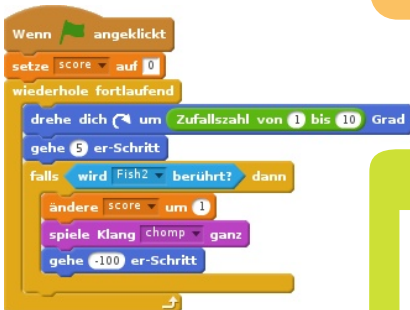 Wenn angeklickt
setze score auf 0
wiederhole fortlaufend
drehe dich um Zufallszahl von 1 bis 10 Grad
gehe 5 er-Schritt
falls wird Fish2 berührt? dann
ändere score um 1
spiele Klang chomp ganz
gehe -100 er-Schritt